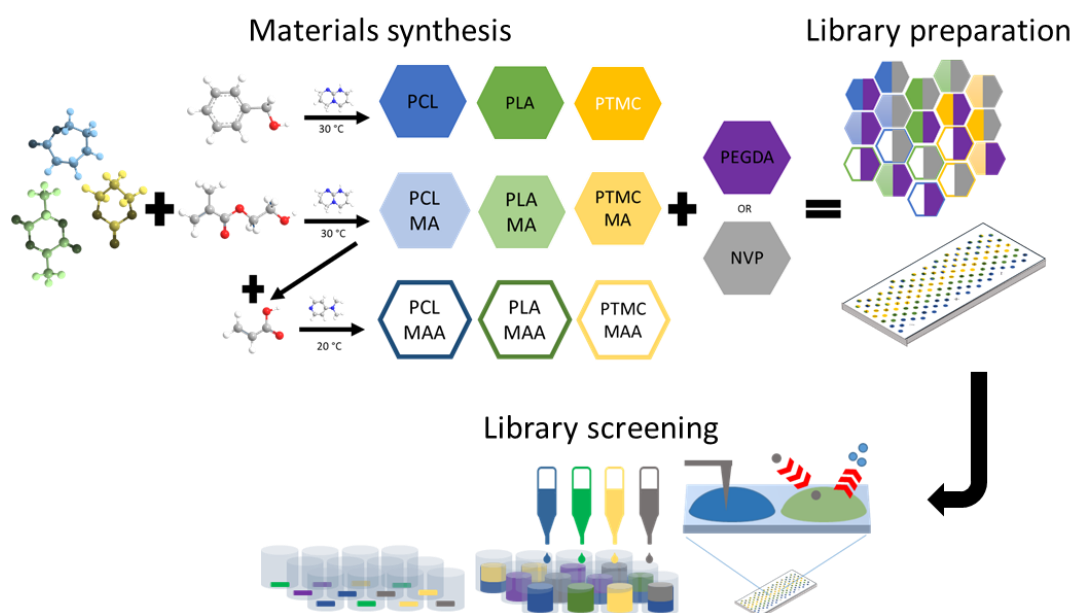 Materials synthesis
Library preparation
PCL
PLA
PTMC
30 °C
PEGDA
OR
NVP
PCL
MA
PLA
MA
PTMC
MA
30 °C
PCL
MAA
PLA
MAA
PTMC
MAA
20 °C
Library screening